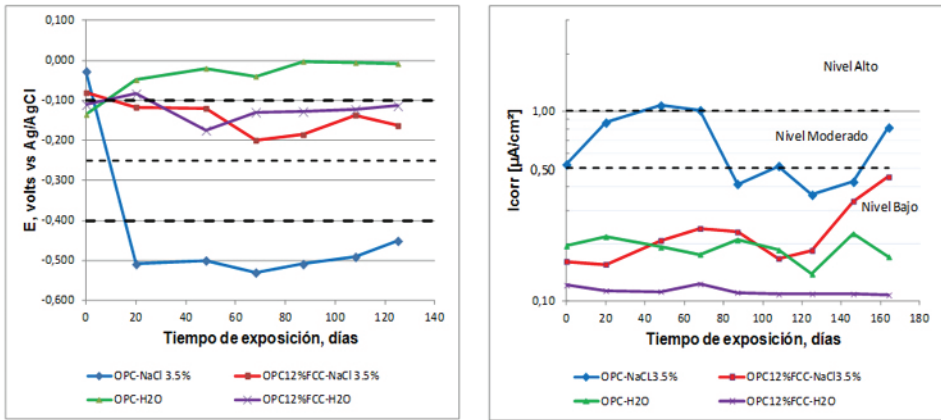 E, volts vs Ag/AgCl
0,100
0,000
-0,100
-0,200
-0,300
-0,400
-0,500
-0,600
0 20 40 60 80 100 120 140
Tiempo de exposición, días
OPC-NaCl 3.5% OPC12%FCC-NaCl 3.5%
OPC-H2O OPC12%FCC-H2O
Icorr [µA/cm²]
Nivel Alto
1,00
Nivel Moderado
0,50
Nivel Bajo
0,10
0 20 40 60 80 100 120 140 160 180
Tiempo de exposición, días
OPC-NaCL3.5% OPC12%FCC-NaCl3.5%
OPC-H2O OPC12%FCC-H2O